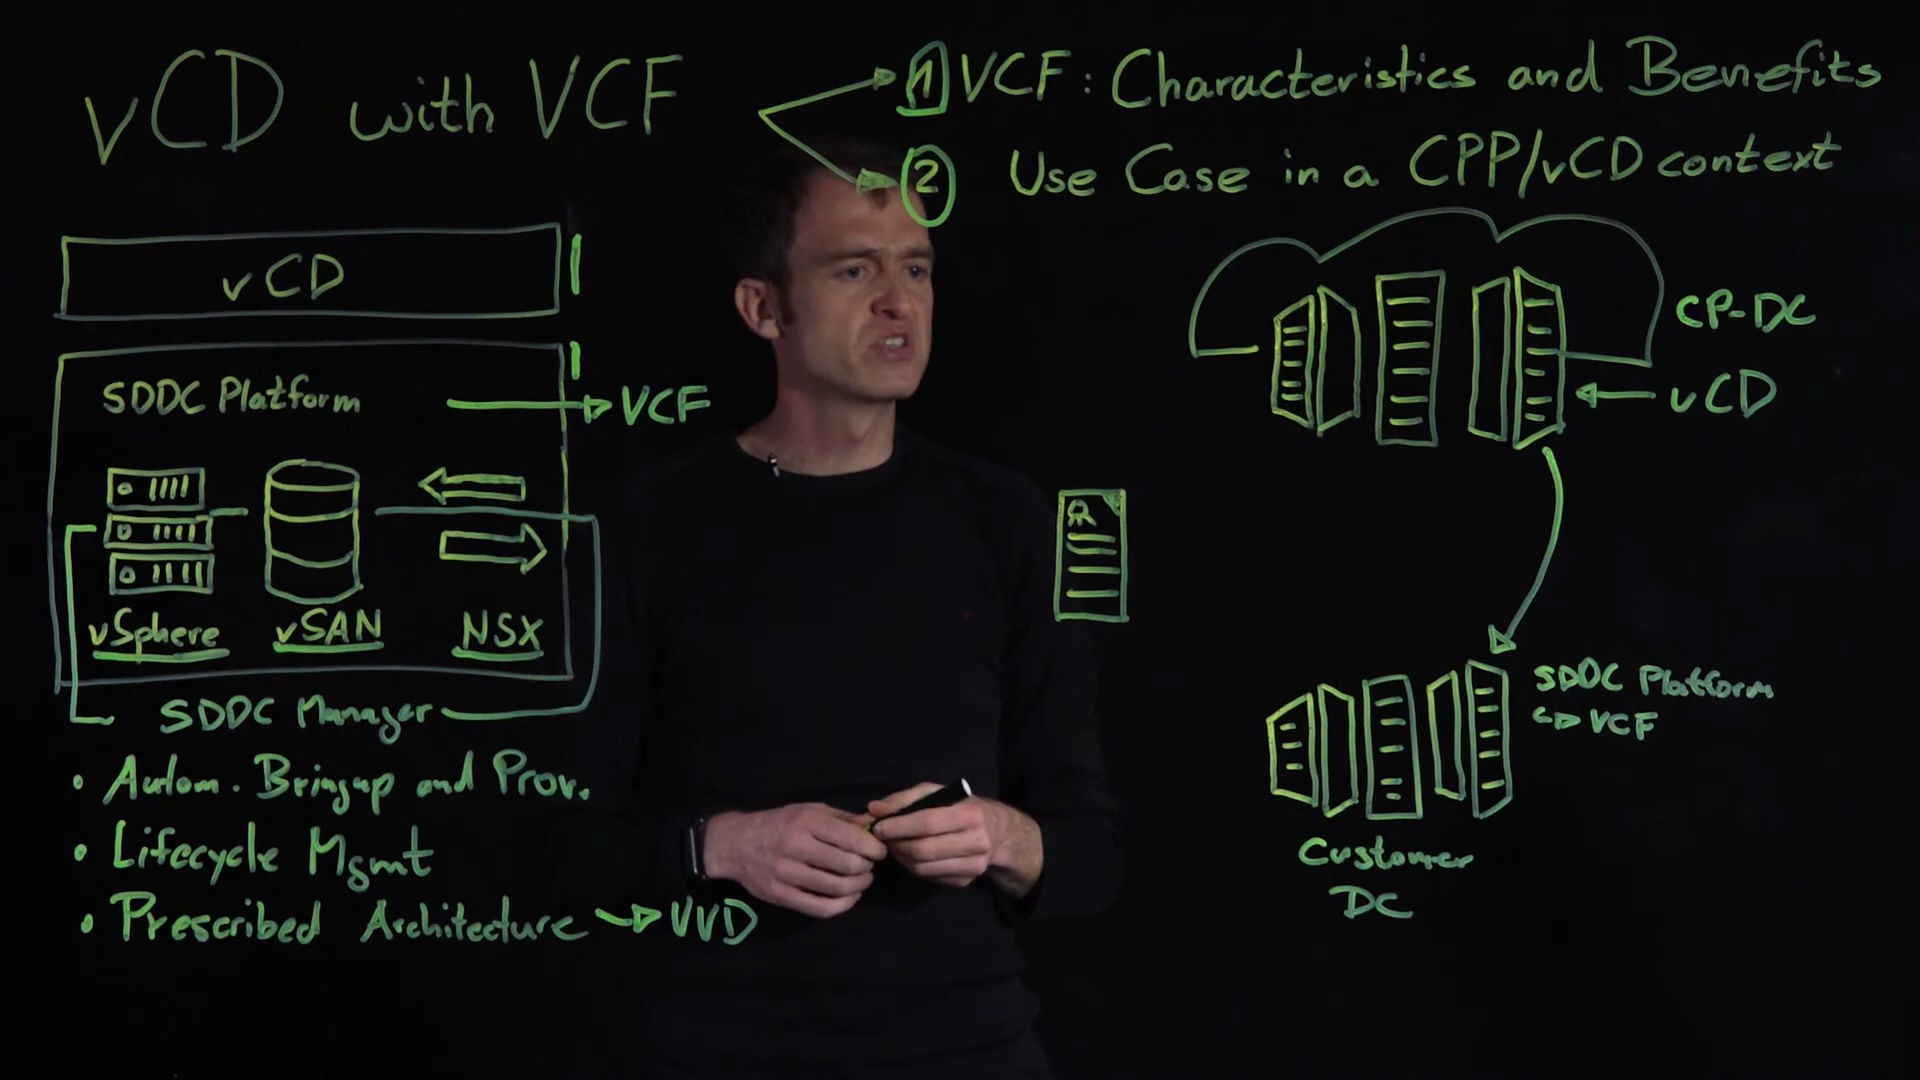 vCD with VCF
1 VCF: Characteristics and Benefits
2 Use Case in a CPP/vCD context
vCD
SDDC Platform
VCF
vSphere
vSAN
NSX
SDDC Manager
• Autom. Bringup and Prov.
• Lifecycle Mgmt
• Prescribed Architecture → VVD
CP-DC
vCD
SDDC Platform
↪ VCF
Customer
DC